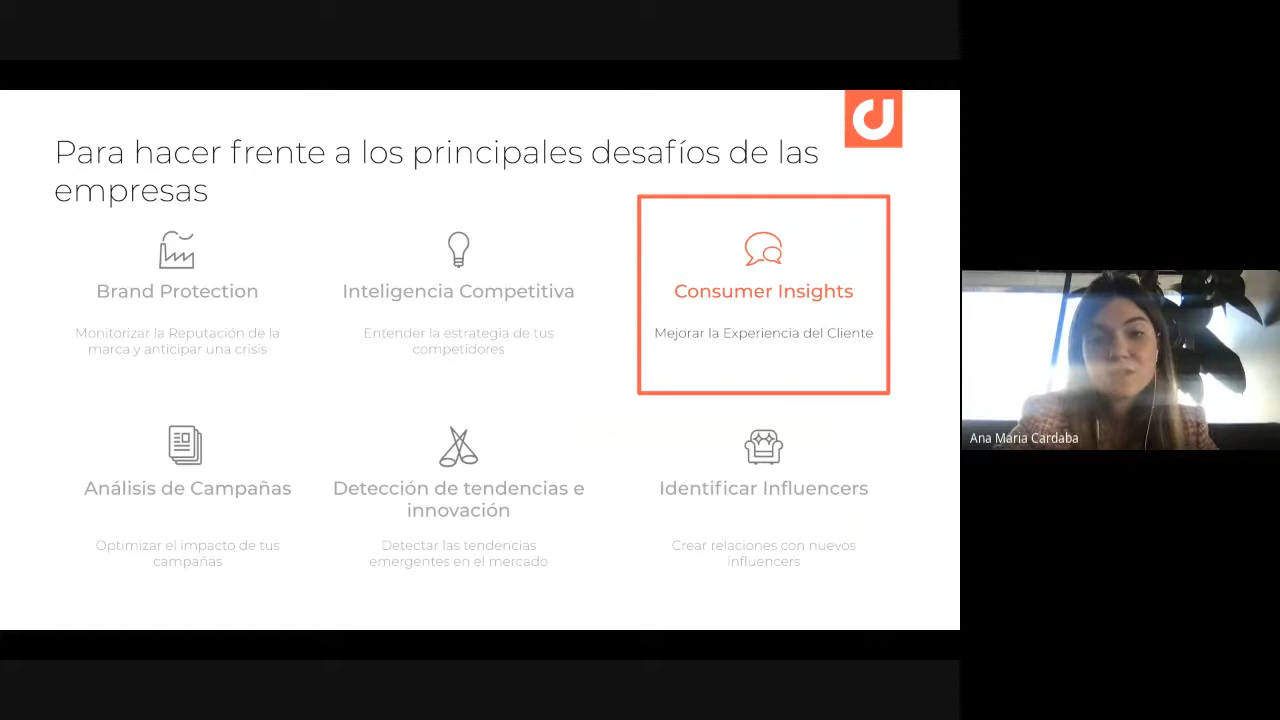 Para hacer frente a los principales desafíos de las
empresas
Brand Protection
Monitorizar la Reputación de la
marca y anticipar una crisis
Inteligencia Competitiva
Entender la estrategia de tus
competidores
Consumer Insights
Mejorar la Experiencia del Cliente
Análisis de Campañas
Optimizar el impacto de tus
campañas
Detección de tendencias e
innovación
Detectar las tendencias
emergentes en el mercado
Identificar Influencers
Crear relaciones con nuevos
influencers
Ana Maria Cardaba